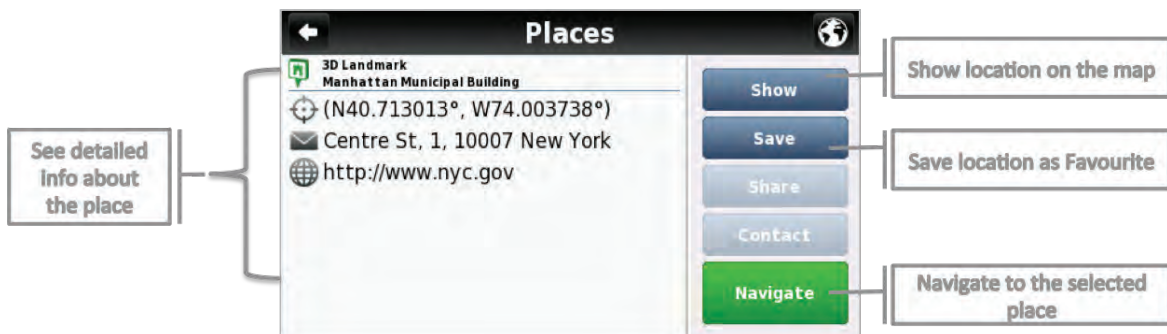 Places
3D Landmark
Manhattan Municipal Building
(N40.713013°, W74.003738°)
Centre St, 1, 10007 New York
http://www.nyc.gov
Show
Save
Share
Contact
Navigate
See detailed
info about
the place
Show location on the map
Save location as Favourite
Navigate to the selected
place